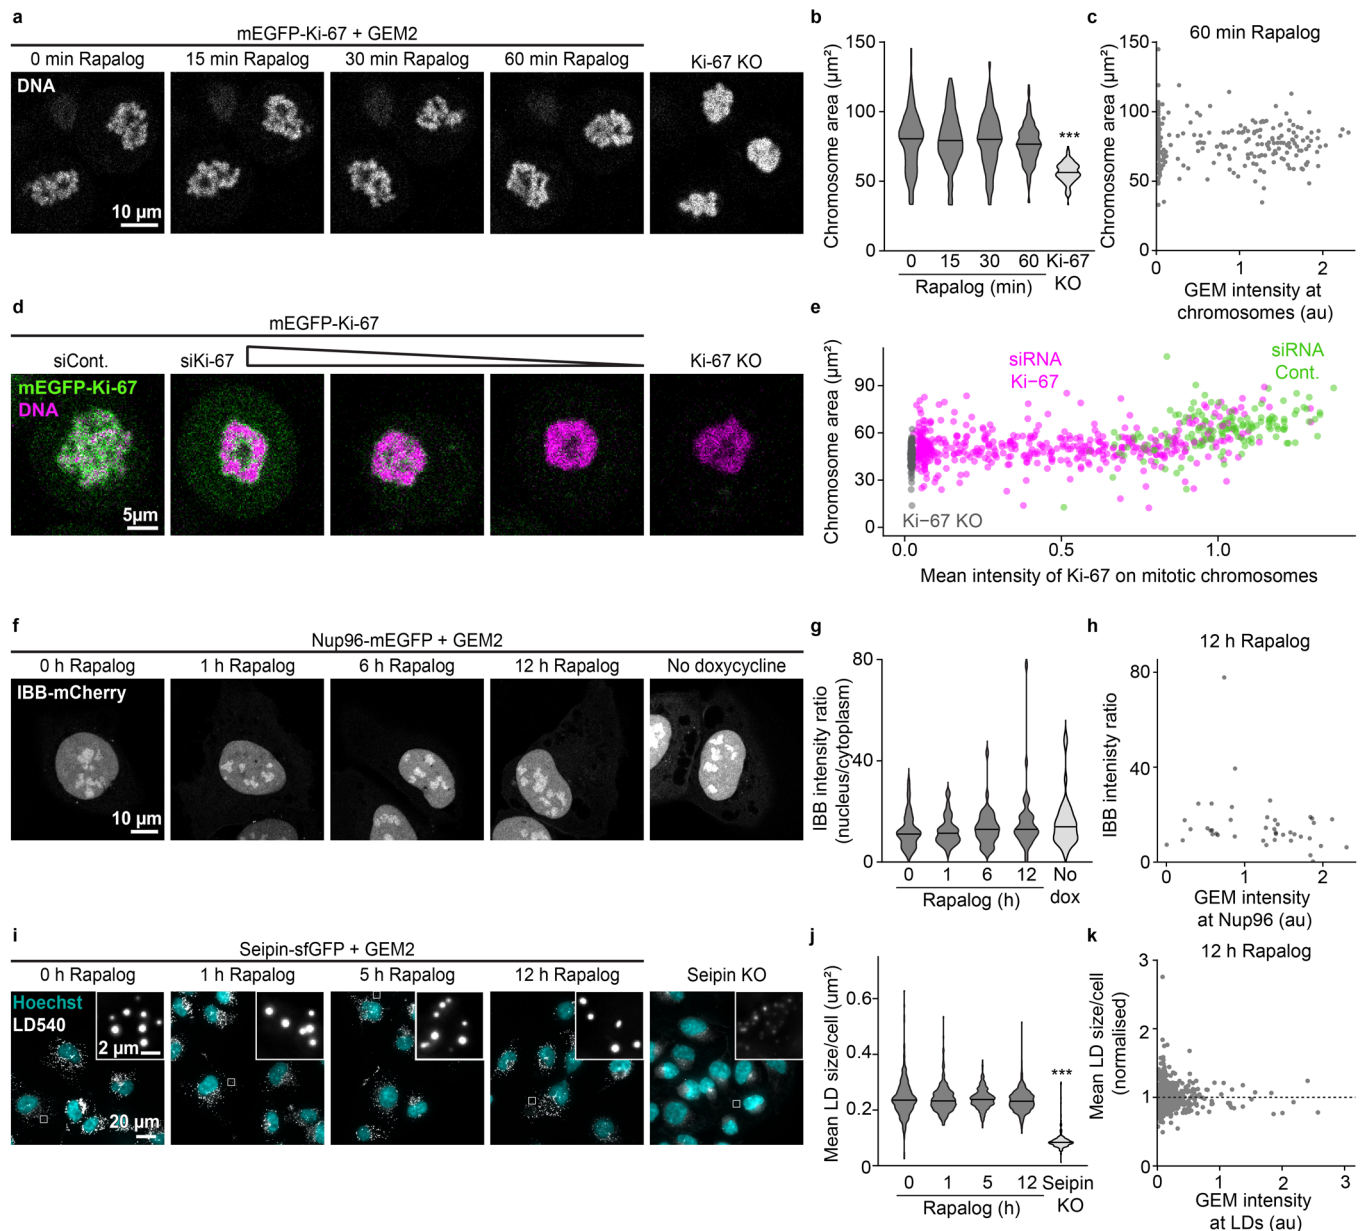 a
mEGFP-Ki-67 + GEM2
0 min Rapalog 15 min Rapalog 30 min Rapalog 60 min Rapalog Ki-67 KO
DNA
10 µm
b
Chromosome area (µm²)
150
100
50
0
***
0 15 30 60 Ki-67
KO
Rapalog (min)
c
60 min Rapalog
Chromosome area (µm²)
150
100
50
0
0 1 2
GEM intensity at
chromosomes (au)
d
mEGFP-Ki-67
siCont. siKi-67 Ki-67 KO
mEGFP-Ki-67
DNA
5µm
e
Chromosome area (µm²)
90
60
30
0
siRNA
Ki−67
siRNA
Cont.
Ki−67 KO
0.0 0.5 1.0
Mean intensity of Ki-67 on mitotic chromosomes
f
Nup96-mEGFP + GEM2
0 h Rapalog 1 h Rapalog 6 h Rapalog 12 h Rapalog No doxycycline
IBB-mCherry
10 µm
g
IBB intensity ratio
(nucleus/cytoplasm)
80
40
0
0 1 6 12 No
dox
Rapalog (h)
h
12 h Rapalog
IBB intenisty ratio
80
40
0
0 1 2
GEM intensity
at Nup96 (au)
i
Seipin-sfGFP + GEM2
0 h Rapalog 1 h Rapalog 5 h Rapalog 12 h Rapalog Seipin KO
Hoechst
LD540
2 µm
20 µm
j
Mean LD size/cell (um²)
0.6
0.4
0.2
0
***
0 1 5 12 Seipin
KO
Rapalog (h)
k
12 h Rapalog
Mean LD size/cell
(normalised)
3
2
1
0
0 1 2 3
GEM intensity
at LDs (au)